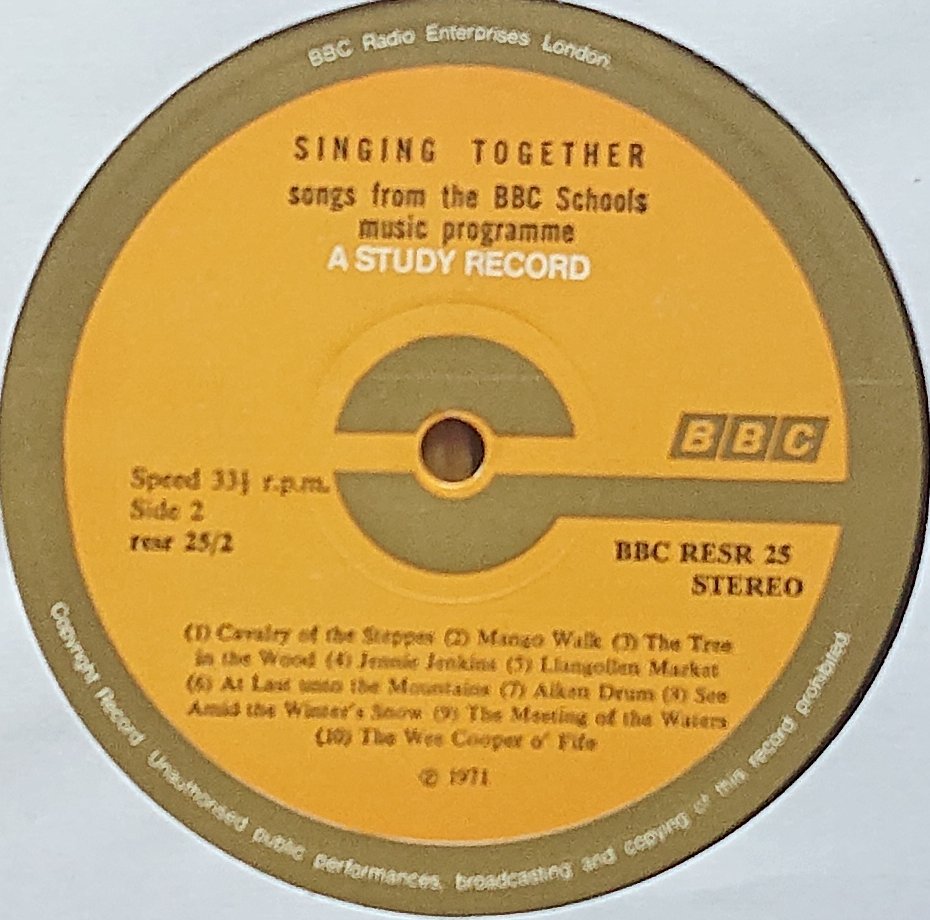 BBC Radio Enterprises London.
SINGING TOGETHER
songs from the BBC Schools
music programme
A STUDY RECORD
BBC
Speed 33⅓ r.p.m.
Side 2
resr 25/2
BBC RESR 25
STEREO
(1) Cavalry of the Steppes (2) Mango Walk (3) The Tree
in the Wood (4) Jennie Jenkins (5) Llangollen Market
(6) At Last unto the Mountains (7) Aiken Drum (8) See
Amid the Winter's Snow (9) The Meeting of the Waters
(10) The Wee Cooper o' Fife
℗ 1971
Copyright Record Unauthorised public performances, broadcasting and copying of this record prohibited.